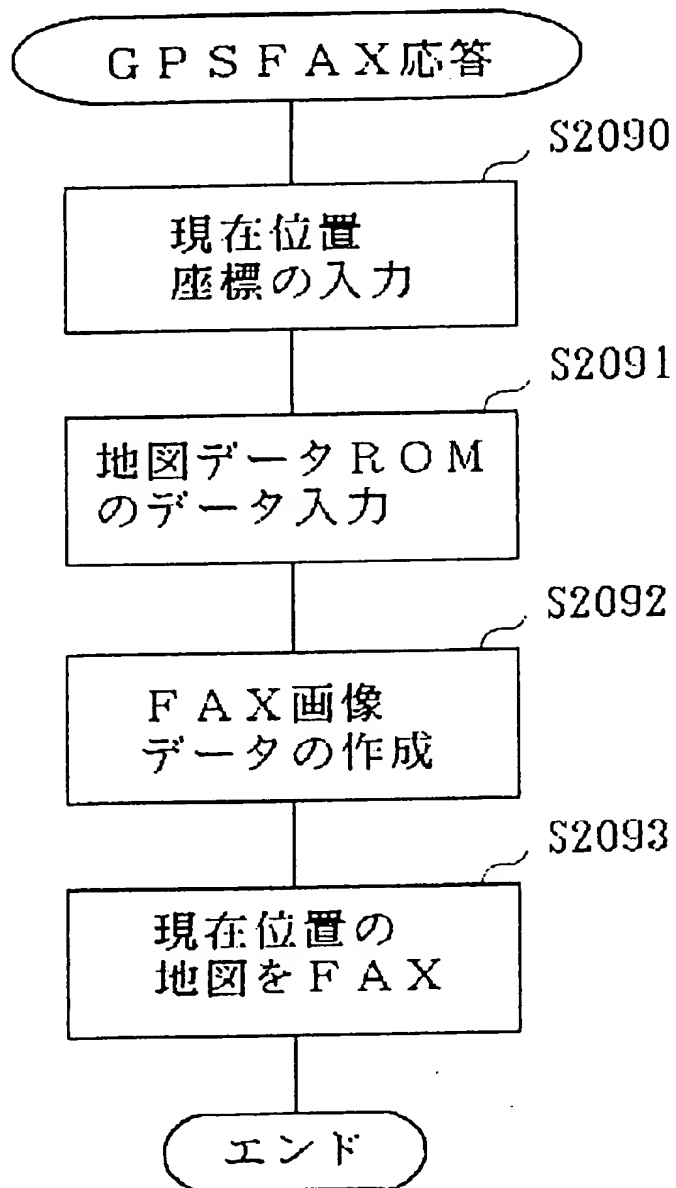 ＧＰＳＦＡＸ応答
S2090
現在位置
座標の入力
S2091
地図データＲＯＭ
のデータ入力
S2092
ＦＡＸ画像
データの作成
S2093
現在位置の
地図をＦＡＸ
エンド